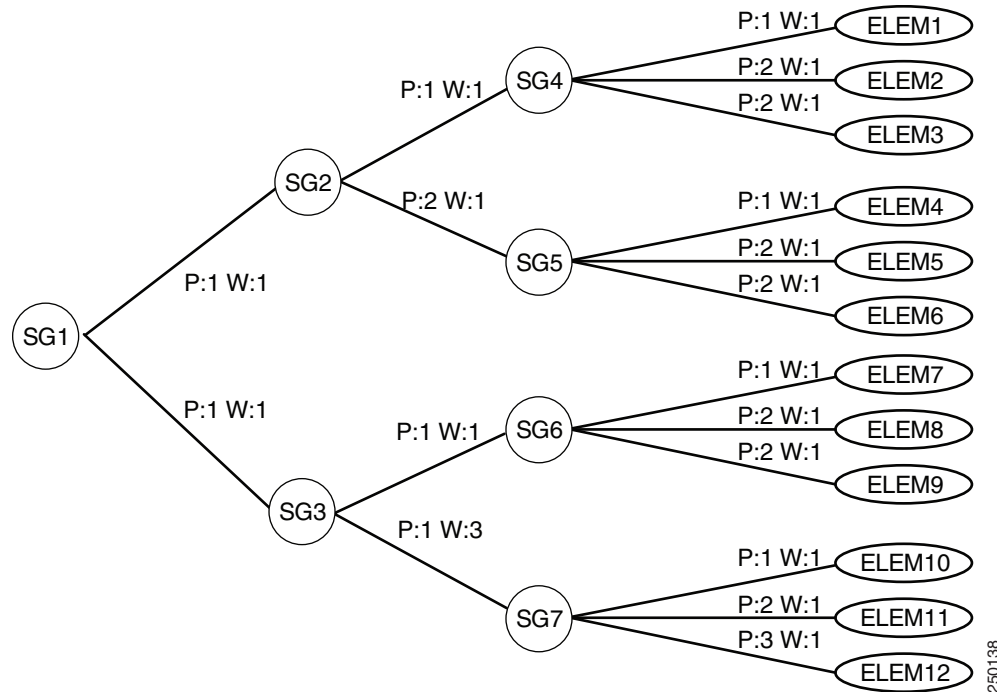 P:1 W:1
ELEM1
SG4
P:2 W:1
ELEM2
P:1 W:1
P:2 W:1
ELEM3
SG2
P:2 W:1
P:1 W:1
ELEM4
SG5
P:2 W:1
ELEM5
P:2 W:1
ELEM6
P:1 W:1
SG1
P:1 W:1
P:1 W:1
ELEM7
P:1 W:1
SG6
P:2 W:1
ELEM8
P:2 W:1
ELEM9
SG3
P:1 W:3
P:1 W:1
ELEM10
SG7
P:2 W:1
ELEM11
P:3 W:1
ELEM12
250138